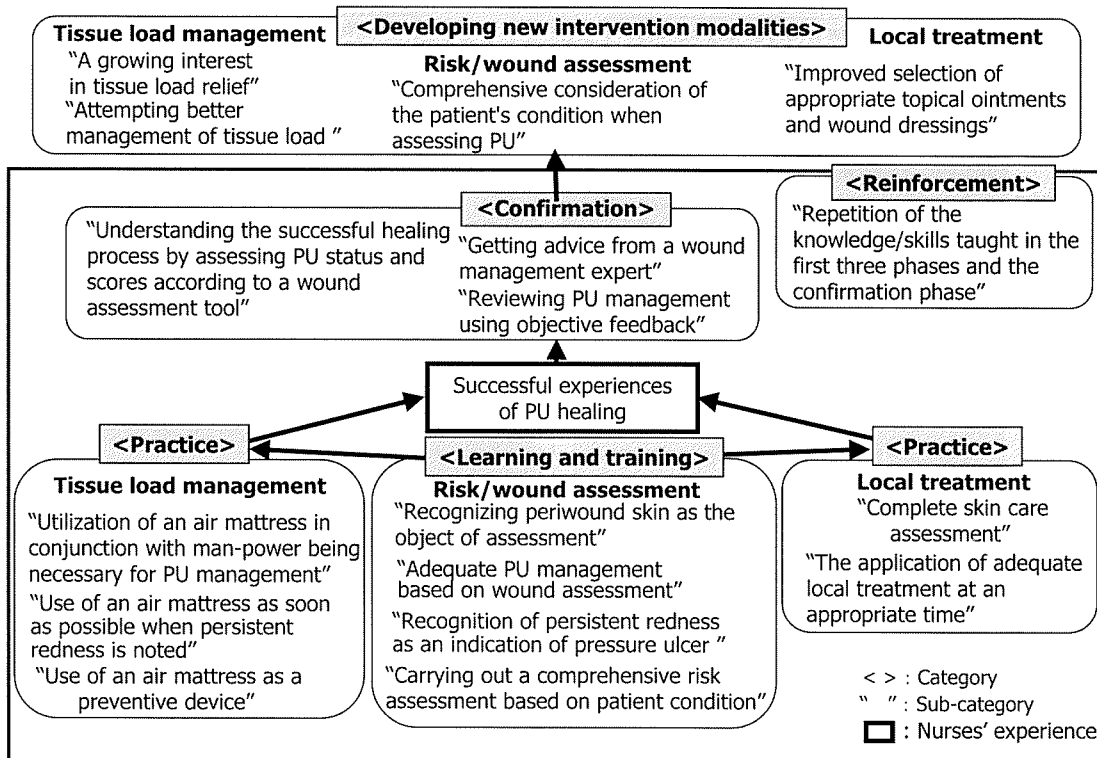 <Developing new intervention modalities>
Tissue load management
“A growing interest
in tissue load relief”
“Attempting better
management of tissue load ”
Risk/wound assessment
“Comprehensive consideration of
the patient's condition when
assessing PU”
Local treatment
“Improved selection of
appropriate topical ointments
and wound dressings”
<Reinforcement>
“Repetition of the
knowledge/skills taught in the
first three phases and the
confirmation phase”
<Confirmation>
“Understanding the successful healing
process by assessing PU status and
scores according to a wound
assessment tool”
“Getting advice from a wound
management expert”
“Reviewing PU management
using objective feedback”
Successful experiences
of PU healing
<Practice>
Tissue load management
“Utilization of an air mattress in
conjunction with man-power being
necessary for PU management”
“Use of an air mattress as soon
as possible when persistent
redness is noted”
“Use of an air mattress as a
preventive device”
<Learning and training>
Risk/wound assessment
“Recognizing periwound skin as the
object of assessment”
“Adequate PU management
based on wound assessment”
“Recognition of persistent redness
as an indication of pressure ulcer ”
“Carrying out a comprehensive risk
assessment based on patient condition”
<Practice>
Local treatment
“Complete skin care
assessment”
“The application of adequate
local treatment at an
appropriate time”
< > : Category
“ ” : Sub-category
: Nurses’ experience